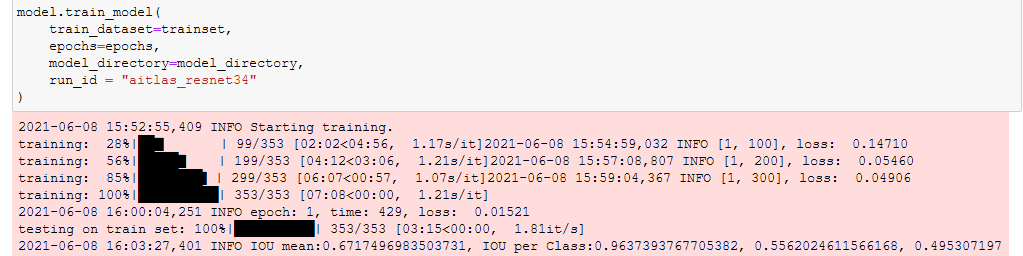 model.train_model(
    train_dataset=trainset,
    epochs=epochs,
    model_directory=model_directory,
    run_id = "aitlas_resnet34"
)
2021-06-08 15:52:55,409 INFO Starting training.
training:  28%|██▊       | 99/353 [02:02<04:56,  1.17s/it]2021-06-08 15:54:59,032 INFO [1, 100], loss:  0.14710
training:  56%|█████▋    | 199/353 [04:12<03:06,  1.21s/it]2021-06-08 15:57:08,807 INFO [1, 200], loss:  0.05460
training:  85%|████████▍ | 299/353 [06:07<00:57,  1.07s/it]2021-06-08 15:59:04,367 INFO [1, 300], loss:  0.04906
training: 100%|██████████| 353/353 [07:08<00:00,  1.21s/it]
2021-06-08 16:00:04,251 INFO epoch: 1, time: 429, loss:  0.01521
testing on train set: 100%|██████████| 353/353 [03:15<00:00,  1.81it/s]
2021-06-08 16:03:27,401 INFO IOU mean:0.6717496983503731, IOU per Class:0.9637393767705382, 0.5562024611566168, 0.495307197